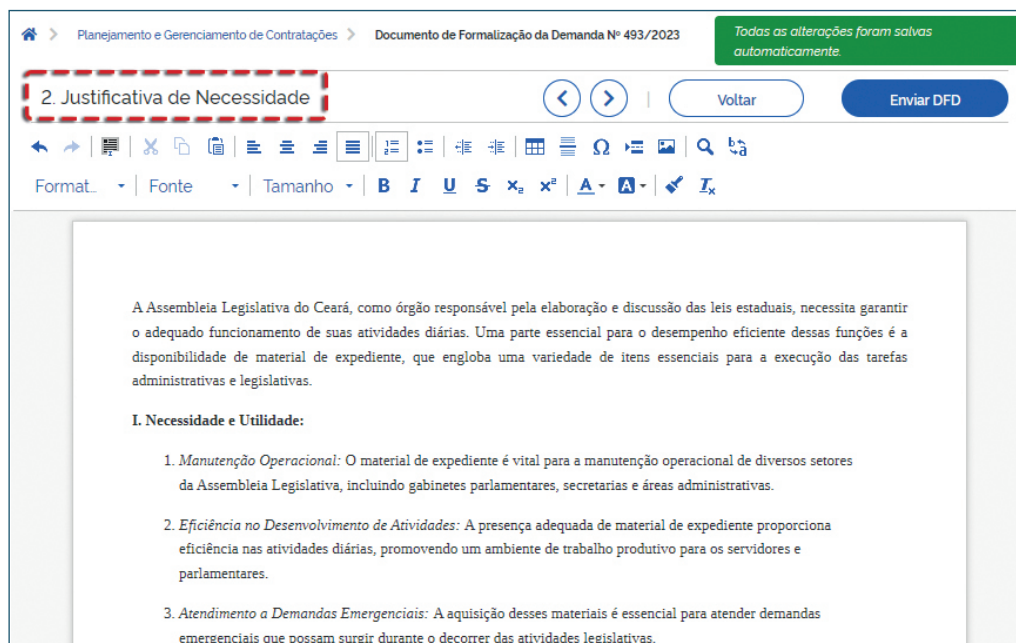 Planejamento e Gerenciamento de Contratações
Documento de Formalização da Demanda Nº 493/2023
Todas as alterações foram salvas
automaticamente.
2. Justificativa de Necessidade
Voltar
Enviar DFD
Format...
Fonte
Tamanho
A Assembleia Legislativa do Ceará, como órgão responsável pela elaboração e discussão das leis estaduais, necessita garantir
o adequado funcionamento de suas atividades diárias. Uma parte essencial para o desempenho eficiente dessas funções é a
disponibilidade de material de expediente, que engloba uma variedade de itens essenciais para a execução das tarefas
administrativas e legislativas.
I. Necessidade e Utilidade:
1. Manutenção Operacional: O material de expediente é vital para a manutenção operacional de diversos setores
da Assembleia Legislativa, incluindo gabinetes parlamentares, secretarias e áreas administrativas.
2. Eficiência no Desenvolvimento de Atividades: A presença adequada de material de expediente proporciona
eficiência nas atividades diárias, promovendo um ambiente de trabalho produtivo para os servidores e
parlamentares.
3. Atendimento a Demandas Emergenciais: A aquisição desses materiais é essencial para atender demandas
emergenciais que possam surgir durante o decorrer das atividades legislativas.